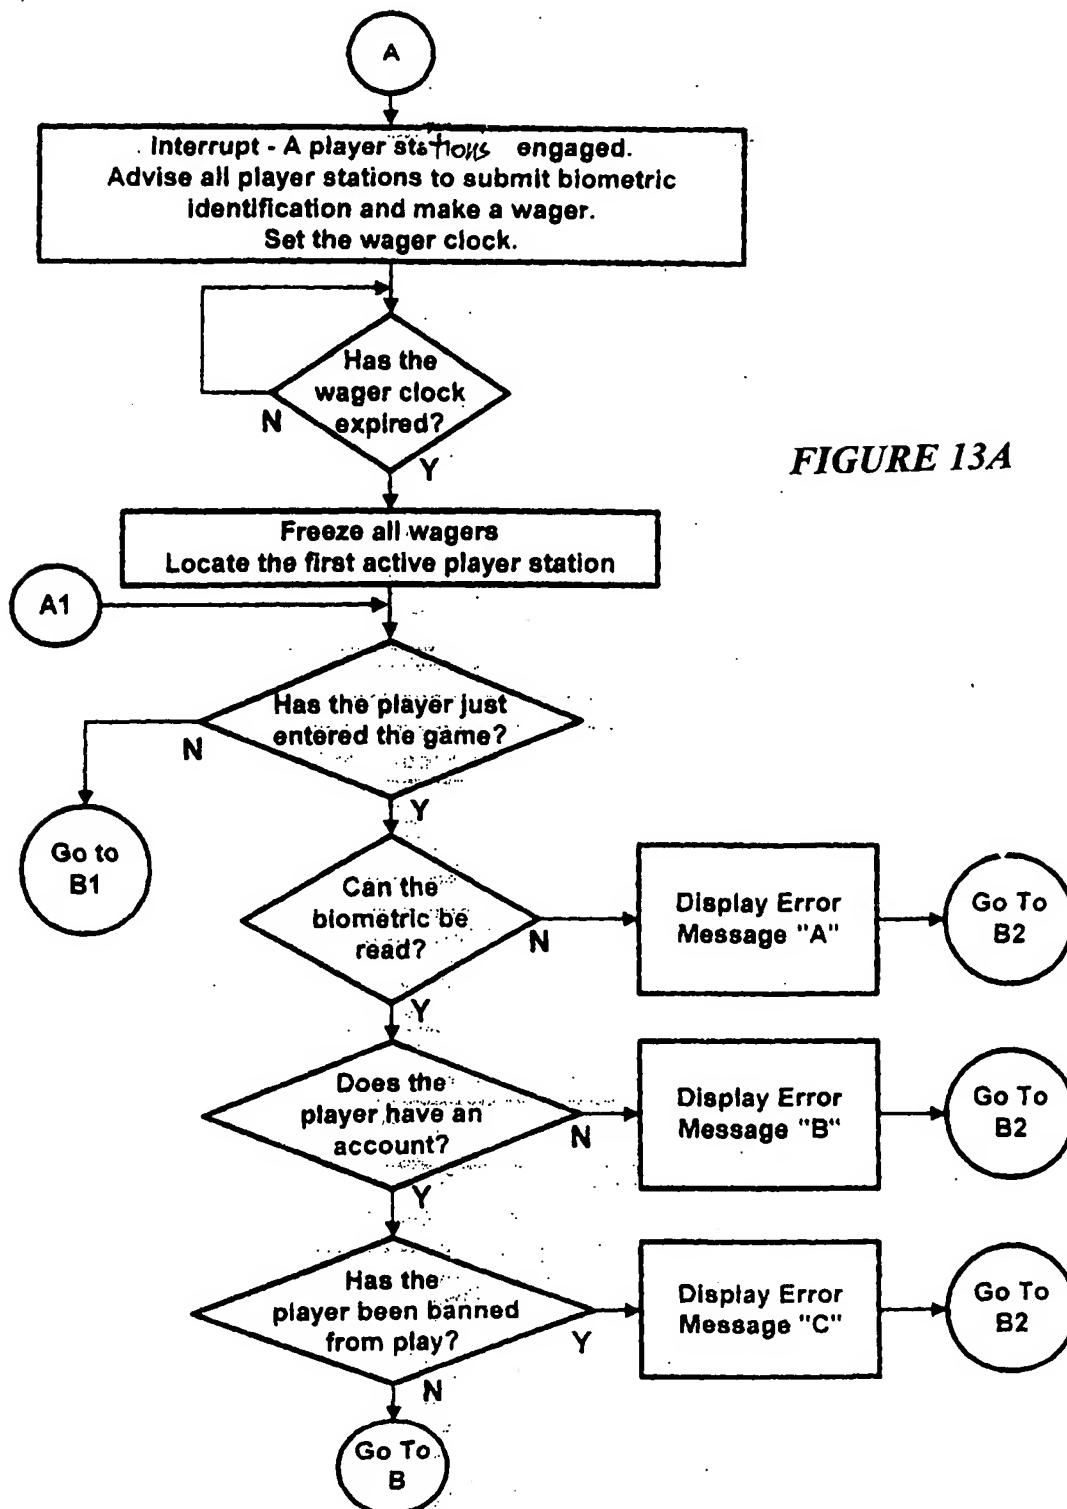 A
Interrupt - A player stations engaged.
Advise all player stations to submit biometric
identification and make a wager.
Set the wager clock.
Has the
wager clock
expired?
N
Y
FIGURE 13A
Freeze all wagers
Locate the first active player station
A1
Has the player just
entered the game?
N
Y
Go to
B1
Can the
biometric be
read?
N
Y
Display Error
Message "A"
Go To
B2
Does the
player have an
account?
N
Y
Display Error
Message "B"
Go To
B2
Has the
player been banned
from play?
Y
N
Display Error
Message "C"
Go To
B2
Go To
B